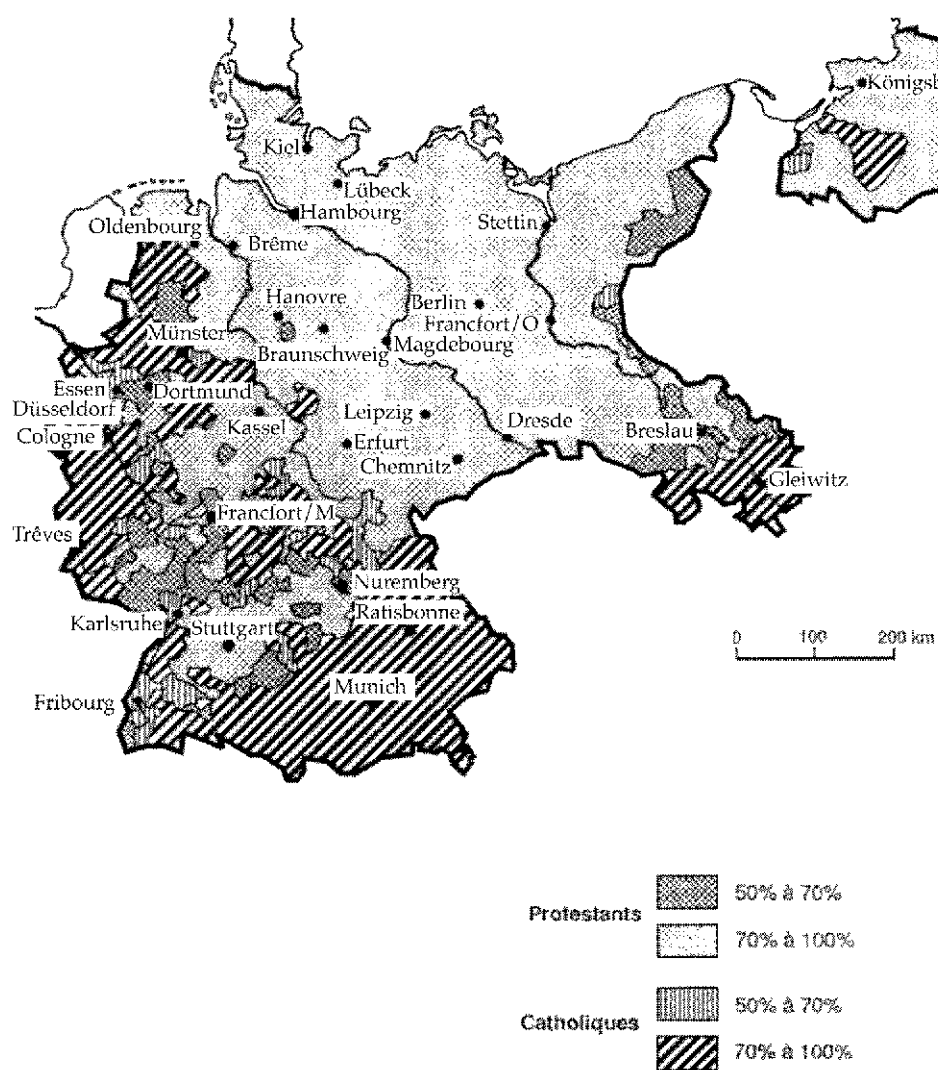 Königsb
Kiel
Lübeck
Hambourg
Stettin
Oldenbourg
Brême
Hanovre
Berlin
Francfort/O
Münster
Braunschweig
Magdebourg
Essen
Dortmund
Düsseldorf
Leipzig
Dresde
Cologne
Kassel
Erfurt
Breslau
Chemnitz
Gleiwitz
Francfort/M
Trêves
Nuremberg
Karlsruhe
Stuttgart
Ratisbonne
0 100 200 km
Munich
Fribourg
Protestants
50% à 70%
70% à 100%
Catholiques
50% à 70%
70% à 100%